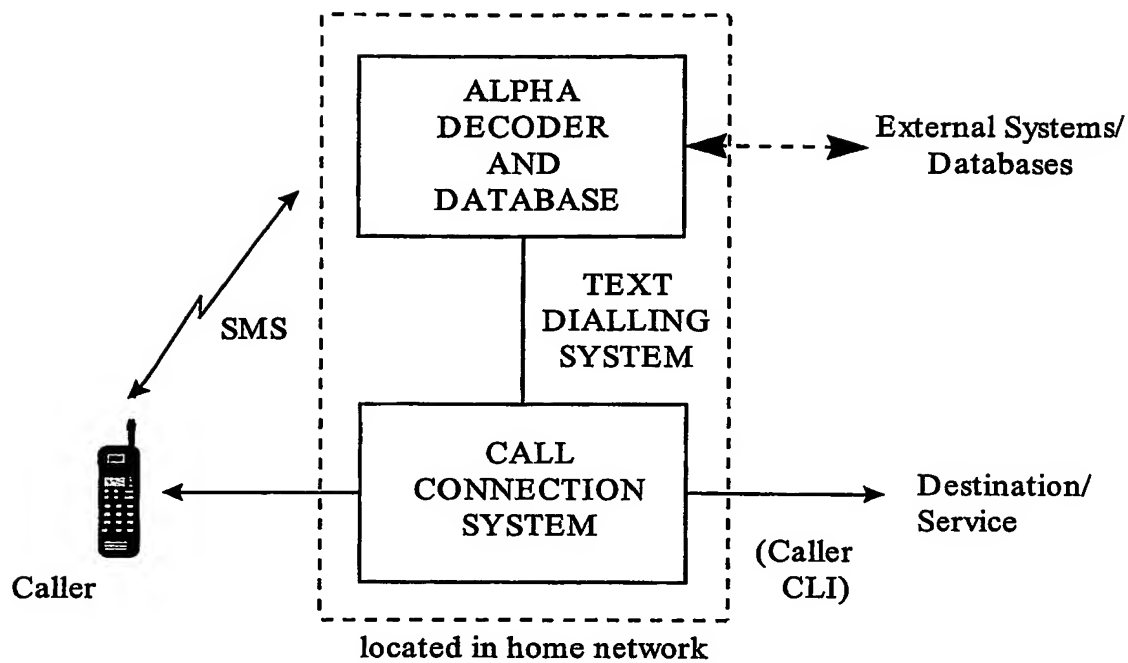 ALPHA
DECODER
AND
DATABASE
External Systems/
Databases
SMS
TEXT
DIALLING
SYSTEM
CALL
CONNECTION
SYSTEM
Destination/
Service
(Caller
CLI)
Caller
located in home network